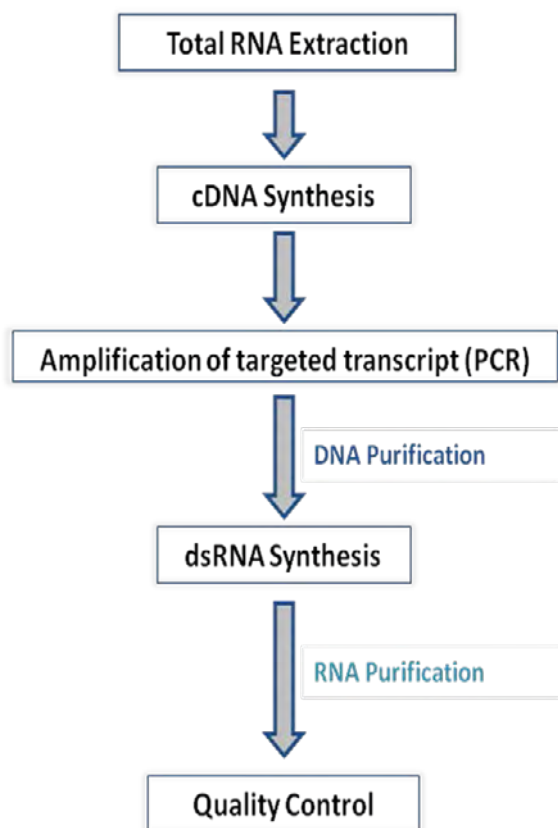 Total RNA Extraction
cDNA Synthesis
Amplification of targeted transcript (PCR)
DNA Purification
dsRNA Synthesis
RNA Purification
Quality Control